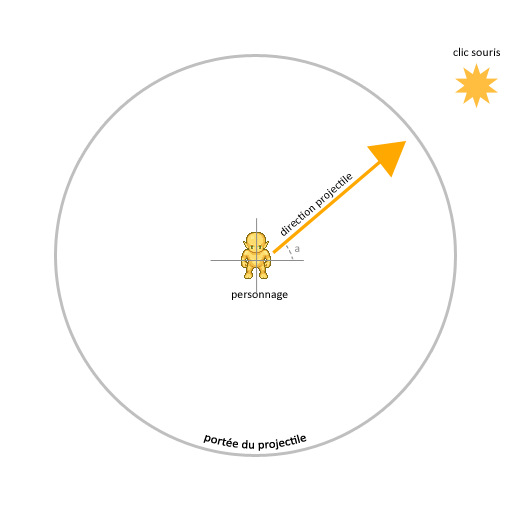 clic souris
direction projectile
a
personnage
portée du projectile